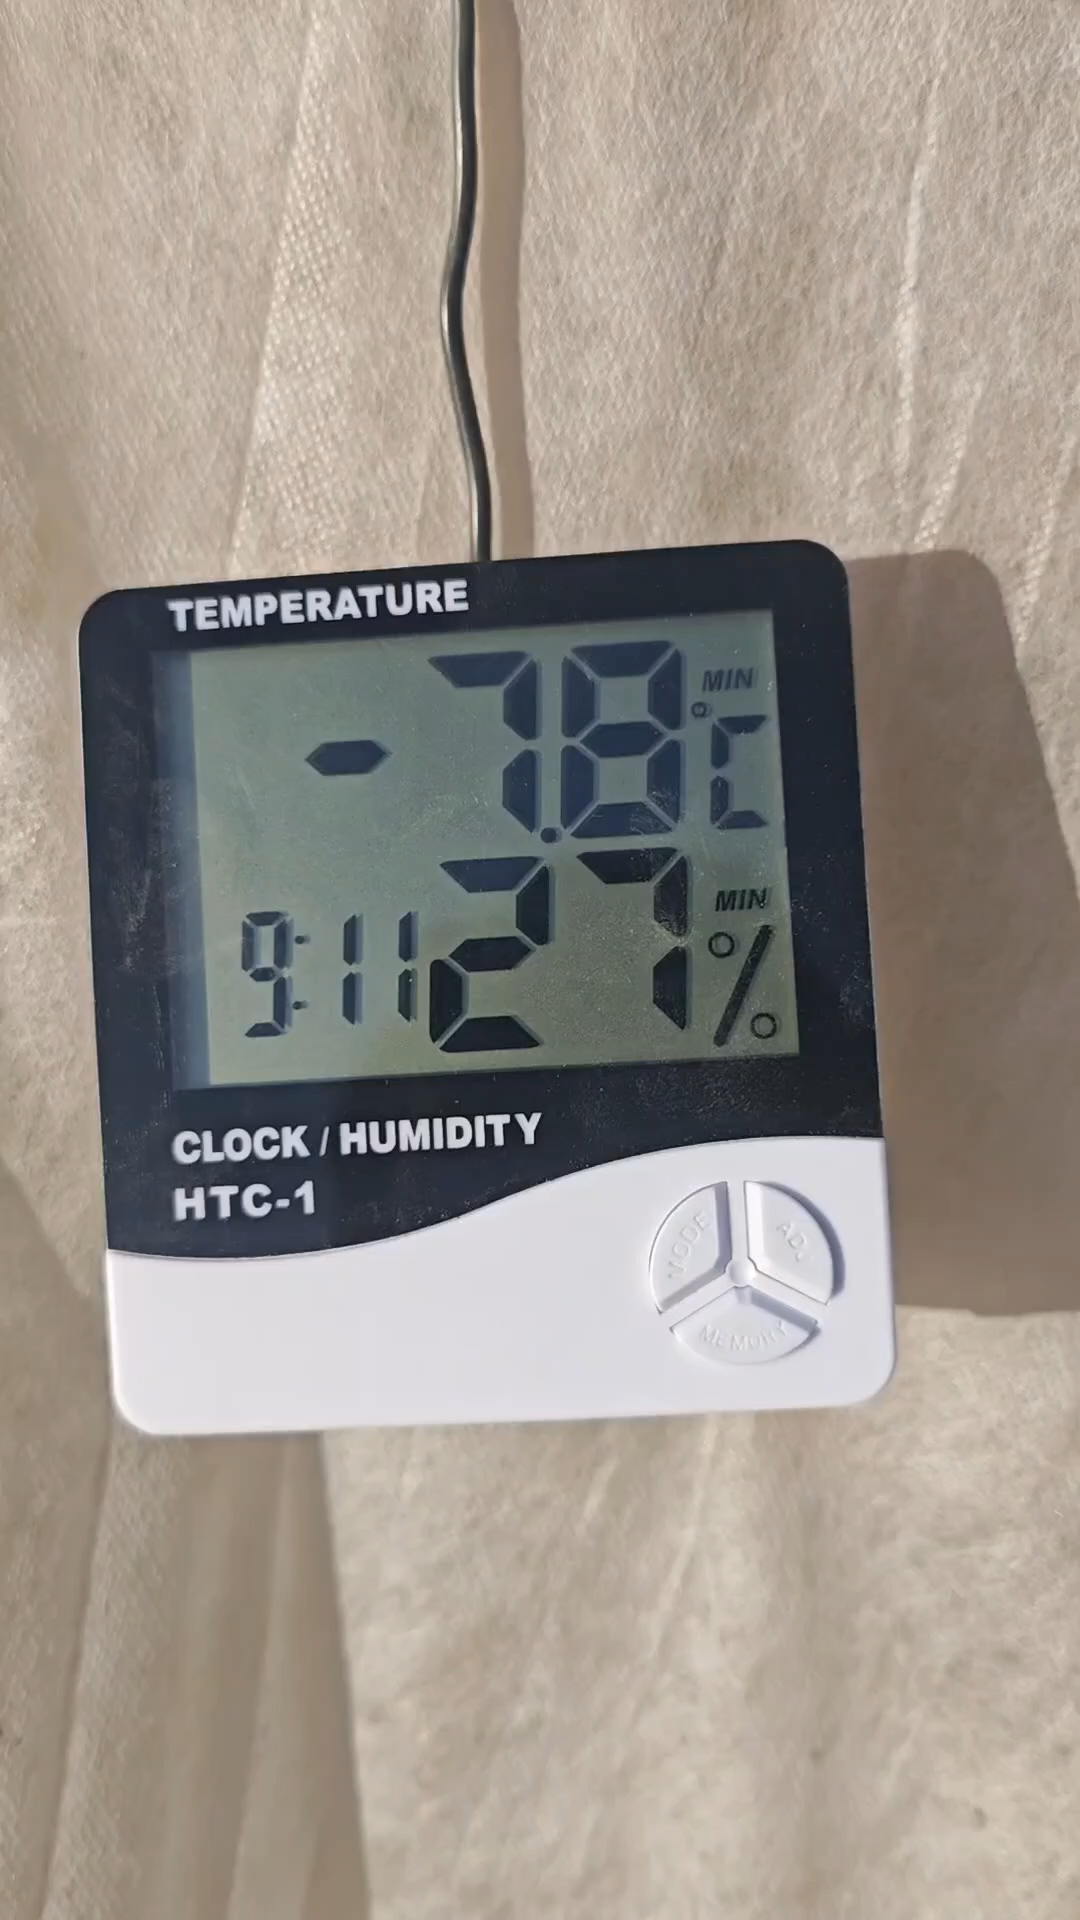 TEMPERATURE
-7.8 °C MIN
9:11 27 % MIN
CLOCK / HUMIDITY
HTC-1
MODE ADJ
MEMORY